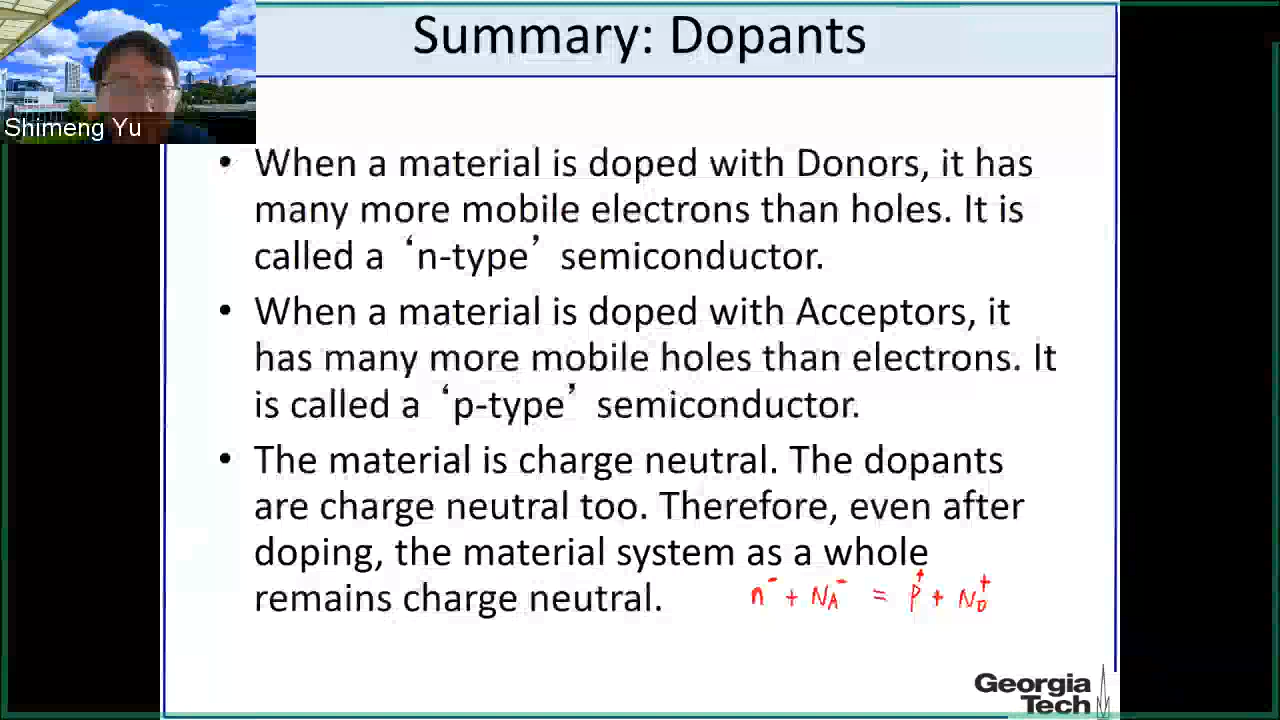 Summary: Dopants
Shimeng Yu
• When a material is doped with Donors, it has
many more mobile electrons than holes. It is
called a ‘n-type’ semiconductor.
• When a material is doped with Acceptors, it
has many more mobile holes than electrons. It
is called a ‘p-type’ semiconductor.
• The material is charge neutral. The dopants
are charge neutral too. Therefore, even after
doping, the material system as a whole
remains charge neutral.
n⁻ + N_A⁻ = p⁺ + N_D⁺
Georgia
Tech